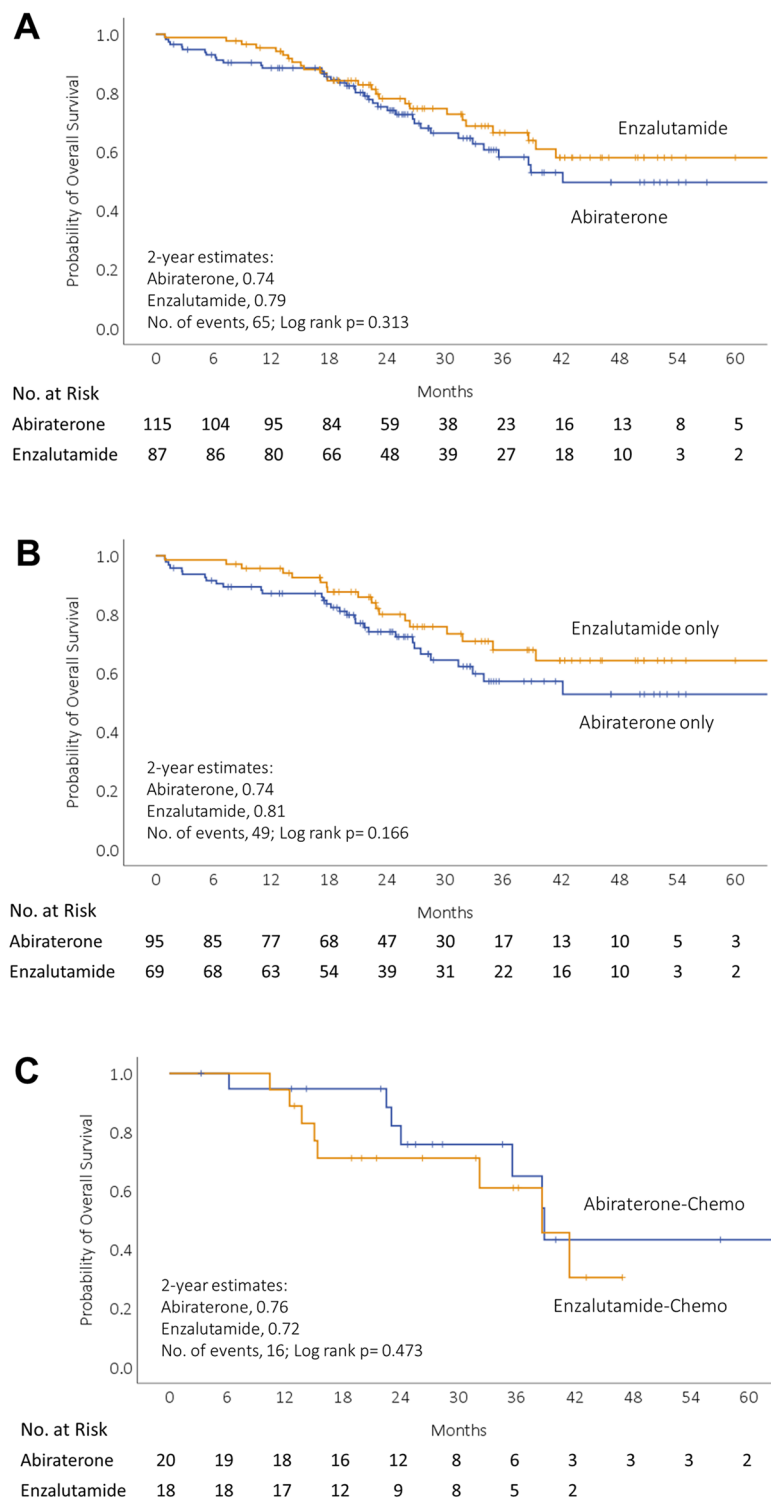 A
Probability of Overall Survival
1.0
0.8
0.6
0.4
0.2
0.0
Enzalutamide
Abiraterone
2-year estimates:
Abiraterone, 0.74
Enzalutamide, 0.79
No. of events, 65; Log rank p= 0.313
0 6 12 18 24 30 36 42 48 54 60
Months
No. at Risk
Abiraterone 115 104 95 84 59 38 23 16 13 8 5
Enzalutamide 87 86 80 66 48 39 27 18 10 3 2
B
Probability of Overall Survival
1.0
0.8
0.6
0.4
0.2
0.0
Enzalutamide only
Abiraterone only
2-year estimates:
Abiraterone, 0.74
Enzalutamide, 0.81
No. of events, 49; Log rank p= 0.166
0 6 12 18 24 30 36 42 48 54 60
Months
No. at Risk
Abiraterone 95 85 77 68 47 30 17 13 10 5 3
Enzalutamide 69 68 63 54 39 31 22 16 10 3 2
C
Probability of Overall Survival
1.0
0.8
0.6
0.4
0.2
0.0
Abiraterone-Chemo
Enzalutamide-Chemo
2-year estimates:
Abiraterone, 0.76
Enzalutamide, 0.72
No. of events, 16; Log rank p= 0.473
0 6 12 18 24 30 36 42 48 54 60
Months
No. at Risk
Abiraterone 20 19 18 16 12 8 6 3 3 3 2
Enzalutamide 18 18 17 12 9 8 5 2